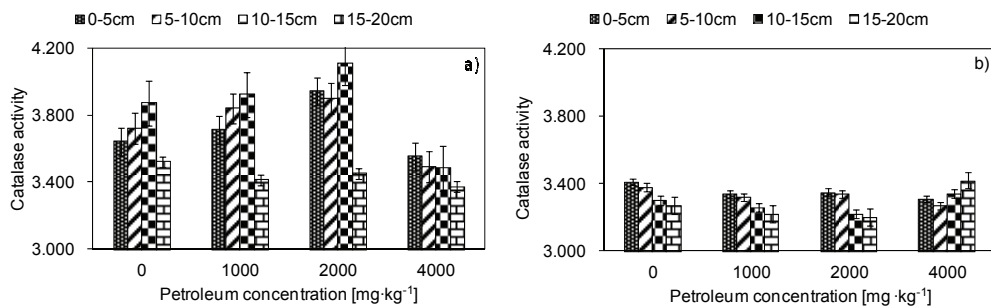 0-5cm 5-10cm 10-15cm 15-20cm
4.200
3.800
3.400
3.000
Catalase activity
a)
0 1000 2000 4000
Petroleum concentration [mg·kg⁻¹]
0-5cm 5-10cm 10-15cm 15-20cm
4.200
3.800
3.400
3.000
Catalase activity
b)
0 1000 2000 4000
Petroleum concentration [mg·kg⁻¹]